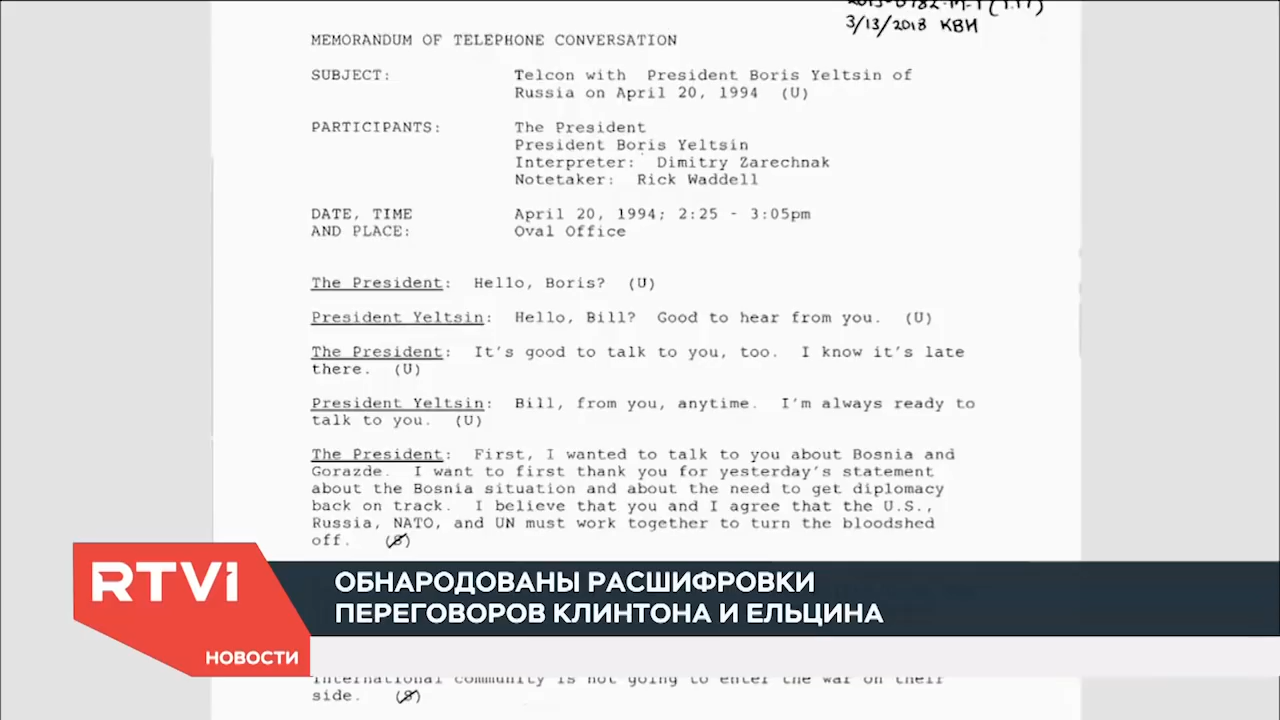 3/13/2018 KBH
MEMORANDUM OF TELEPHONE CONVERSATION
SUBJECT: Telcon with President Boris Yeltsin of
Russia on April 20, 1994 (U)
PARTICIPANTS: The President
President Boris Yeltsin
Interpreter: Dimitry Zarechnak
Notetaker: Rick Waddell
DATE, TIME April 20, 1994; 2:25 - 3:05pm
AND PLACE: Oval Office
The President: Hello, Boris? (U)
President Yeltsin: Hello, Bill? Good to hear from you. (U)
The President: It's good to talk to you, too. I know it's late
there. (U)
President Yeltsin: Bill, from you, anytime. I'm always ready to
talk to you. (U)
The President: First, I wanted to talk to you about Bosnia and
Gorazde. I want to first thank you for yesterday's statement
about the Bosnia situation and about the need to get diplomacy
back on track. I believe that you and I agree that the U.S.,
Russia, NATO, and UN must work together to turn the bloodshed
off. (S)
RTVI
НОВОСТИ
ОБНАРОДОВАНЫ РАСШИФРОВКИ
ПЕРЕГОВОРОВ КЛИНТОНА И ЕЛЬЦИНА
international community is not going to enter the war on their
side. (S)